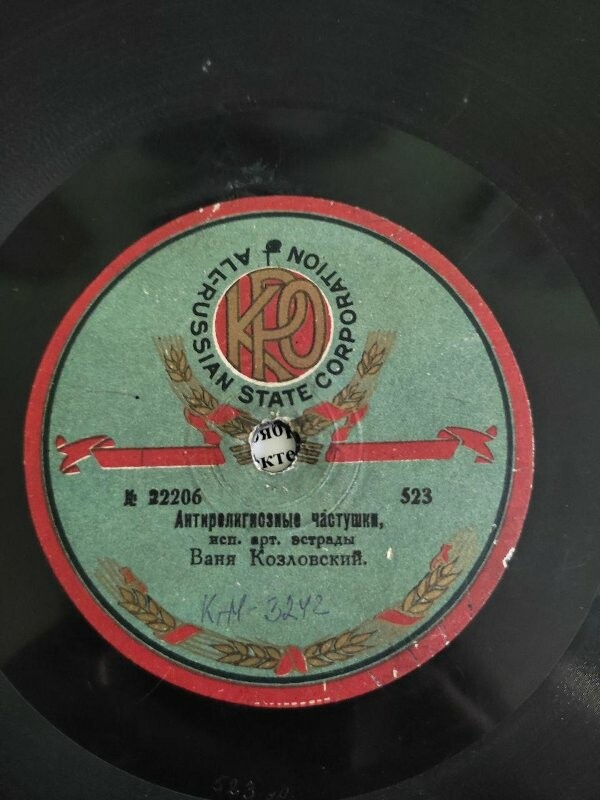 ALL-RUSSIAN STATE CORPORATION
КРО
№ 22206 523
Антирелигиозные частушки,
исп. арт. эстрады
Ваня Козловский.
КМ-3242